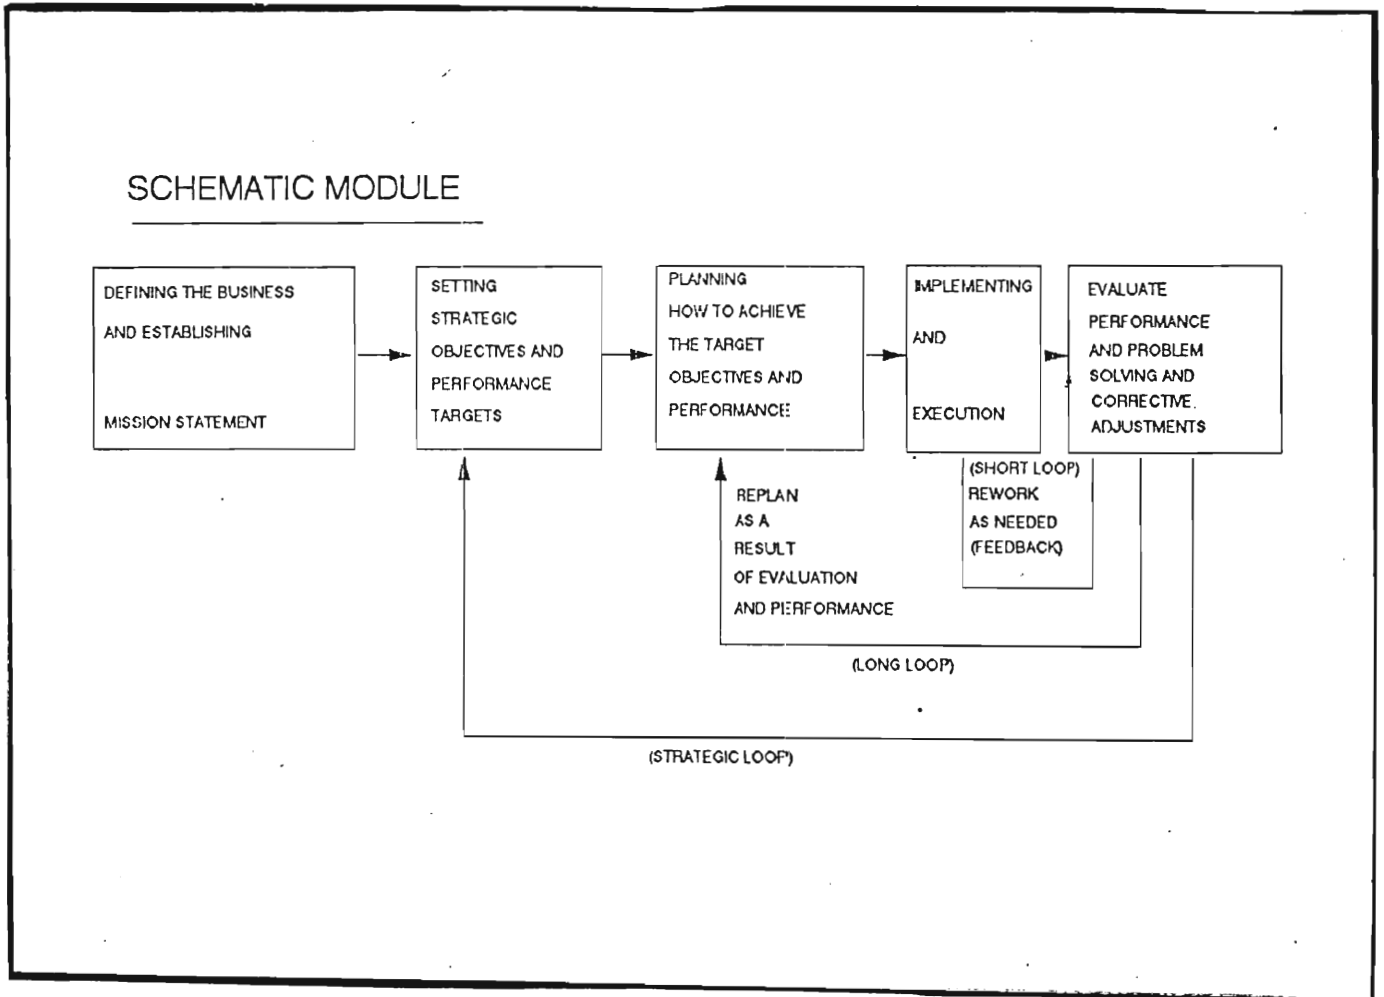 SCHEMATIC MODULE
DEFINING THE BUSINESS
AND ESTABLISHING
MISSION STATEMENT
SETTING
STRATEGIC
OBJECTIVES AND
PERFORMANCE
TARGETS
PLANNING
HOW TO ACHIEVE
THE TARGET
OBJECTIVES AND
PERFORMANCE
IMPLEMENTING
AND
EXECUTION
EVALUATE
PERFORMANCE
AND PROBLEM
SOLVING AND
CORRECTIVE.
ADJUSTMENTS
(SHORT LOOP)
REWORK
AS NEEDED
(FEEDBACK)
REPLAN
AS A
RESULT
OF EVALUATION
AND PERFORMANCE
(LONG LOOP)
(STRATEGIC LOOP)